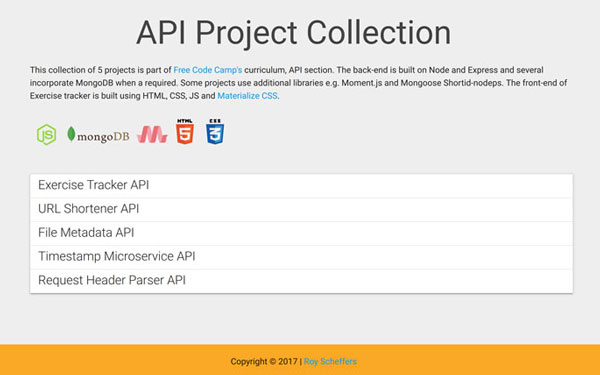 API Project Collection
This collection of 5 projects is part of Free Code Camp's curriculum, API section. The back-end is built on Node and Express and several
incorporate MongoDB when a required. Some projects use additional libraries e.g. Moment.js and Mongoose Shortid-nodeps. The front-end of
Exercise tracker is built using HTML, CSS, JS and Materialize CSS.
JS mongoDB HTML 5 CSS 3
Exercise Tracker API
URL Shortener API
File Metadata API
Timestamp Microservice API
Request Header Parser API
Copyright © 2017 | Roy Scheffers